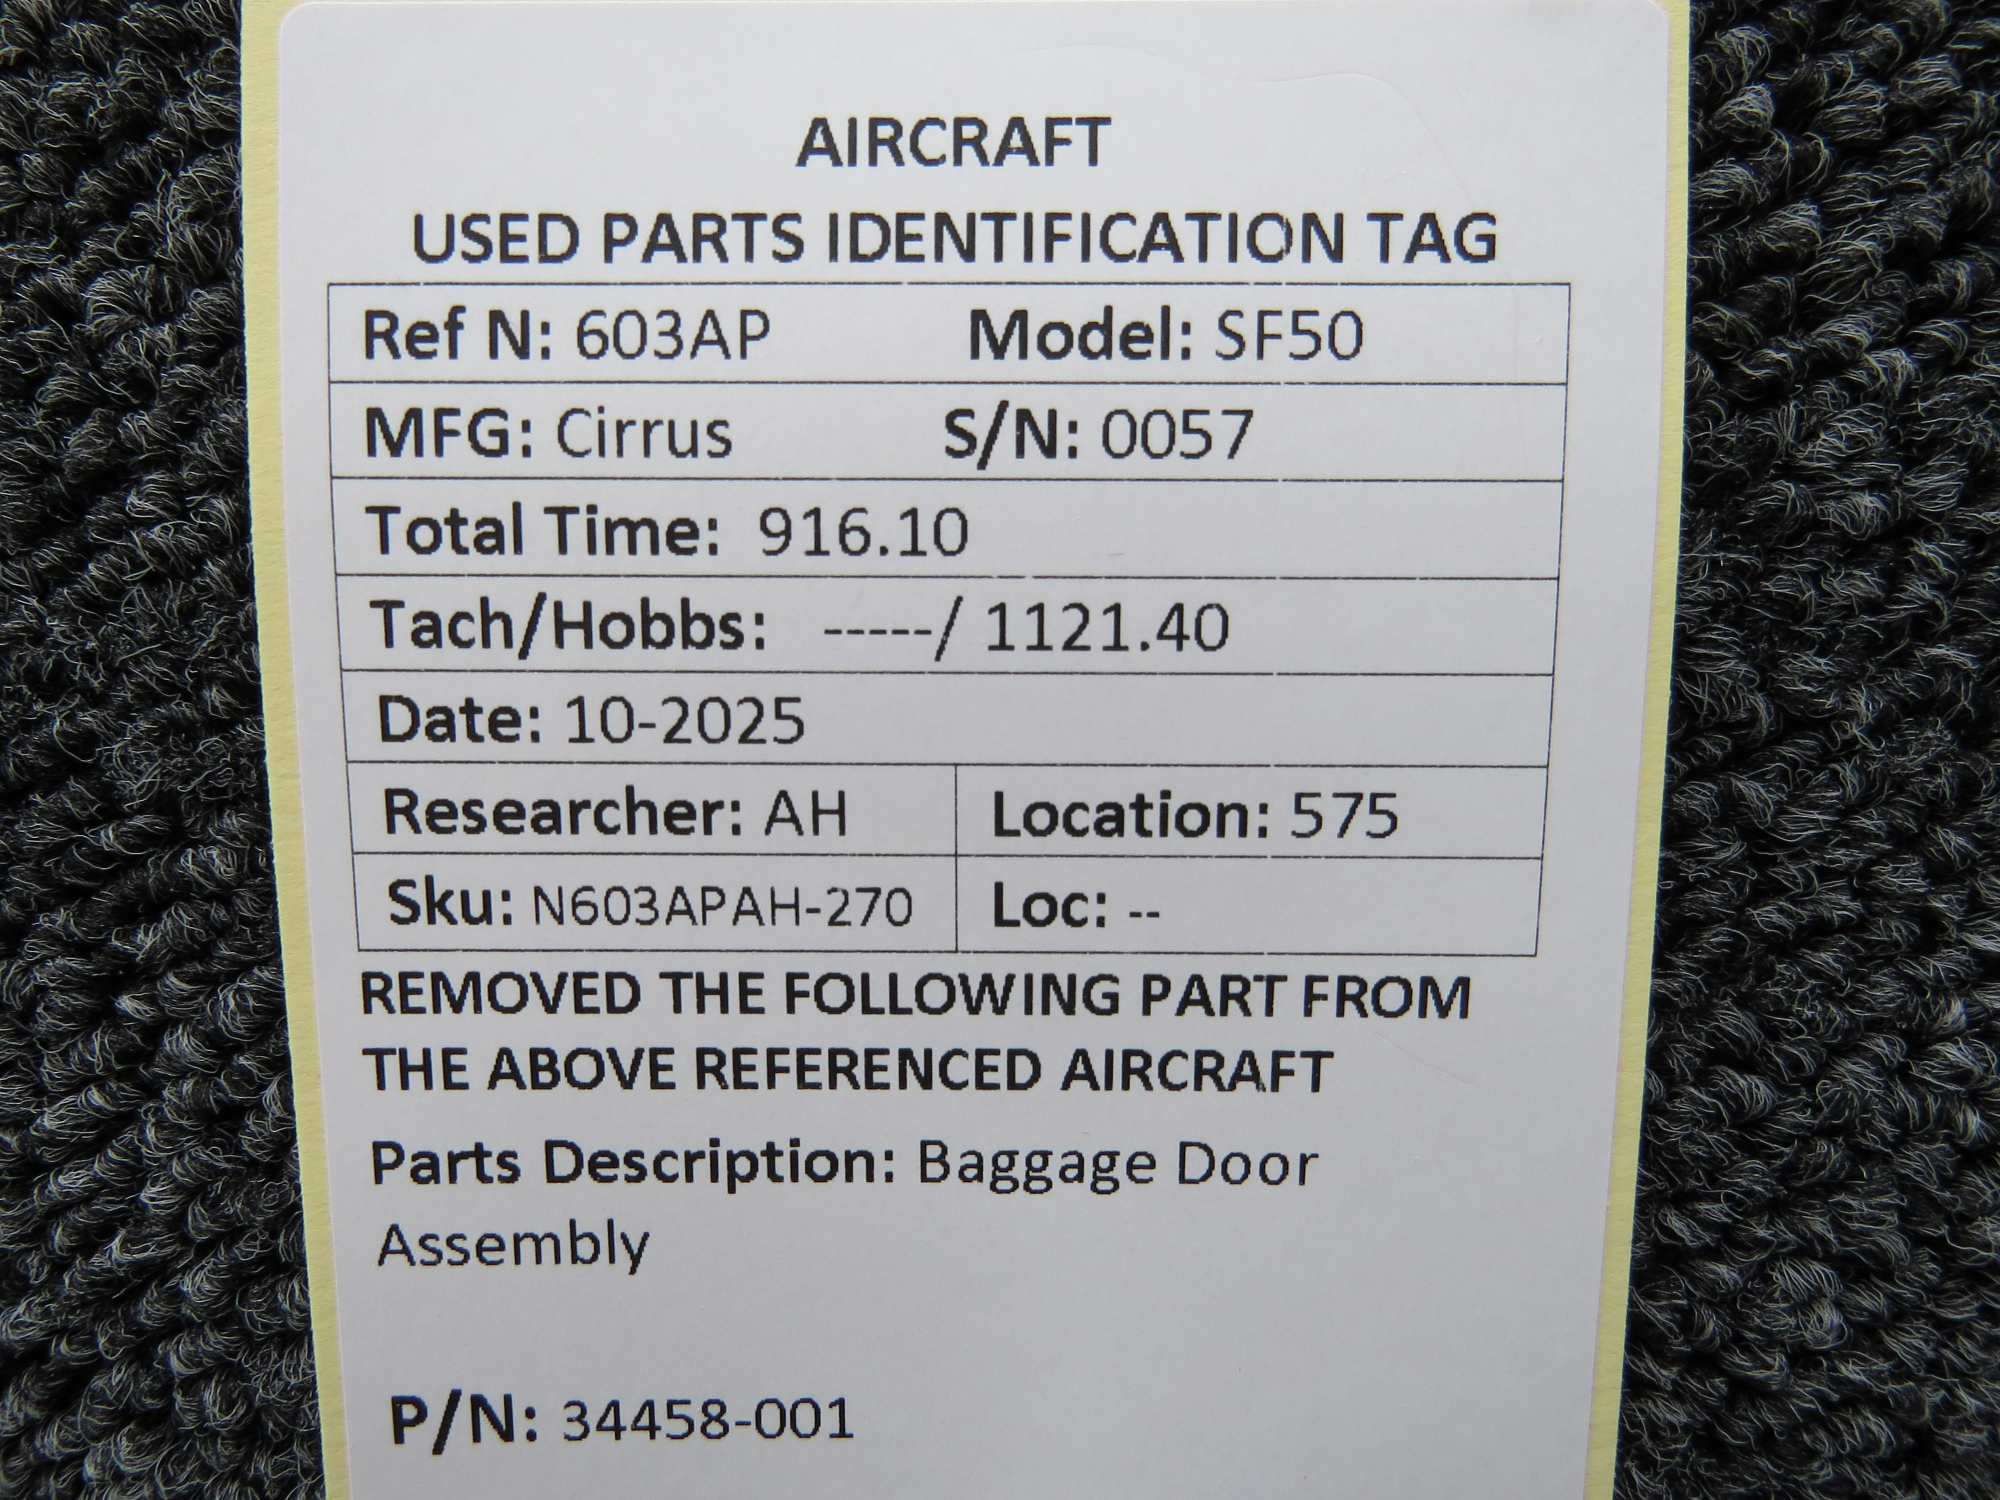 AIRCRAFT
USED PARTS IDENTIFICATION TAG
Ref N: 603AP Model: SF50
MFG: Cirrus S/N: 0057
Total Time: 916.10
Tach/Hobbs: -----/ 1121.40
Date: 10-2025
Researcher: AH Location: 575
Sku: N603APAH-270 Loc: --
REMOVED THE FOLLOWING PART FROM
THE ABOVE REFERENCED AIRCRAFT
Parts Description: Baggage Door
Assembly
P/N: 34458-001